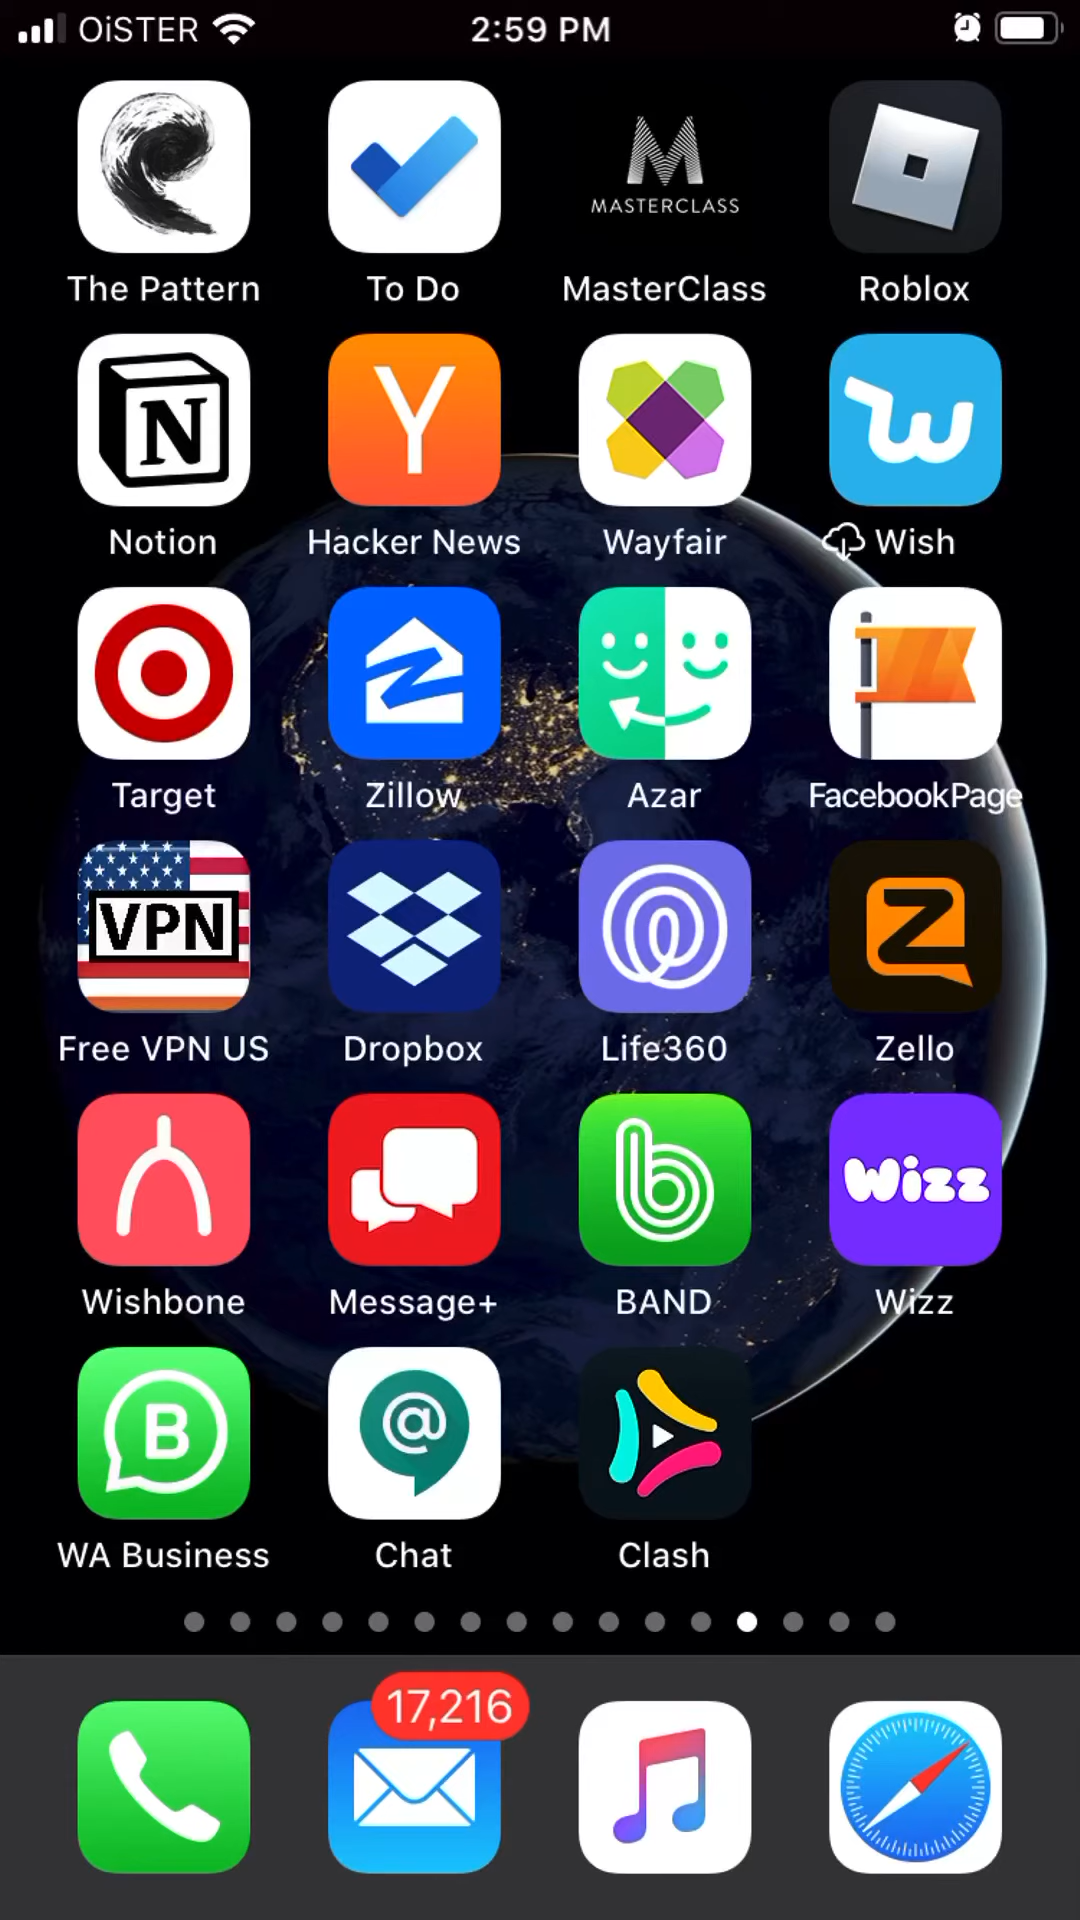 OiSTER 2:59 PM
MASTERCLASS
The Pattern To Do MasterClass Roblox
N Y W
Notion Hacker News Wayfair Wish
Target Zillow Azar FacebookPage
VPN Z
Free VPN US Dropbox Life360 Zello
b Wizz
Wishbone Message+ BAND Wizz
B @
WA Business Chat Clash
17,216